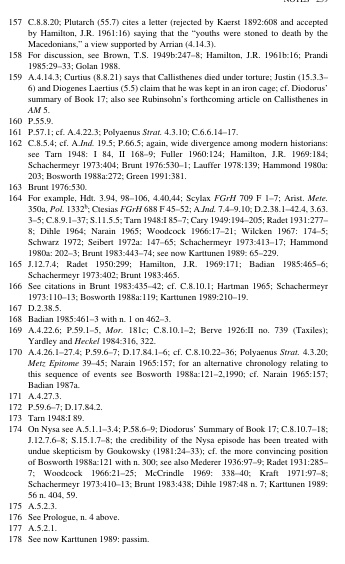 157 C.8.8.20; Plutarch (55.7) cites a letter (rejected by Kaerst 1892:608 and accepted
by Hamilton, J.R. 1961:16) saying that the “youths were stoned to death by the
Macedonians,” a view supported by Arrian (4.14.3).
158 For discussion, see Brown, T.S. 1949b:247–8; Hamilton, J.R. 1961b:16; Prandi
1985:29–33; Golan 1988.
159 A.4.14.3; Curtius (8.8.21) says that Callisthenes died under torture; Justin (15.3.3–
6) and Diogenes Laertius (5.5) claim that he was kept in an iron cage; cf. Diodorus’
summary of Book 17; also see Rubinsohn’s forthcoming article on Callisthenes in
AM 5.
160 P.55.9.
161 P.57.1; cf. A.4.22.3; Polyaenus Strat. 4.3.10; C.6.6.14–17.
162 C.8.5.4; cf. A.Ind. 19.5; P.66.5; again, wide divergence among modern historians:
see Tarn 1948: I 84, II 168–9; Fuller 1960:124; Hamilton, J.R. 1969:184;
Schachermeyr 1973:404; Brunt 1976:530–1; Lauffer 1978:139; Hammond 1980a:
203; Bosworth 1988a:272; Green 1991:381.
163 Brunt 1976:530.
164 For example, Hdt. 3.94, 98–106, 4.40,44; Scylax FGrH 709 F 1–7; Arist. Mete.
350a, Pol. 1332b; Ctesias FGrH 688 F 45–52; A.Ind. 7.4–9.10; D.2.38.1–42.4, 3.63.
3–5; C.8.9.1–37; S.11.5.5; Tarn 1948:I 85–7; Cary 1949:194–205; Radet 1931:277–
8; Dihle 1964; Narain 1965; Woodcock 1966:17–21; Wilcken 1967: 174–5;
Schwarz 1972; Seibert 1972a: 147–65; Schachermeyr 1973:413–17; Hammond
1980a: 202–3; Brunt 1983:443–74; see now Karttunen 1989: 65–229.
165 J.12.7.4; Radet 1950:299; Hamilton, J.R. 1969:171; Badian 1985:465–6;
Schachermeyr 1973:402; Brunt 1983:465.
166 See citations in Brunt 1983:435–42; cf. C.8.10.1; Hartman 1965; Schachermeyr
1973:110–13; Bosworth 1988a:119; Karttunen 1989:210–19.
167 D.2.38.5.
168 Badian 1985:461–3 with n. 1 on 462–3.
169 A.4.22.6; P.59.1–5, Mor. 181c; C.8.10.1–2; Berve 1926:II no. 739 (Taxiles);
Yardley and Heckel 1984:316, 322.
170 A.4.26.1–27.4; P.59.6–7; D.17.84.1–6; cf. C.8.10.22–36; Polyaenus Strat. 4.3.20;
Metz Epitome 39–45; Narain 1965:157; for an alternative chronology relating to
this sequence of events see Bosworth 1988a:121–2,1990; cf. Narain 1965:157;
Badian 1987a.
171 A.4.27.3.
172 P.59.6–7; D.17.84.2.
173 Tarn 1948:I 89.
174 On Nysa see A.5.1.1–3.4; P.58.6–9; Diodorus’ Summary of Book 17; C.8.10.7–18;
J.12.7.6–8; S.15.1.7–8; the credibility of the Nysa episode has been treated with
undue skepticism by Goukowsky (1981:24–33); cf. the more convincing position
of Bosworth 1988a:121 with n. 300; see also Mederer 1936:97–9; Radet 1931:285–
7; Woodcock 1966:21–25; McCrindle 1969: 338–40; Kraft 1971:97–8;
Schachermeyr 1973:410–13; Brunt 1983:438; Dihle 1987:48 n. 7; Karttunen 1989:
56 n. 404, 59.
175 A.5.2.3.
176 See Prologue, n. 4 above.
177 A.5.2.1.
178 See now Karttunen 1989: passim.